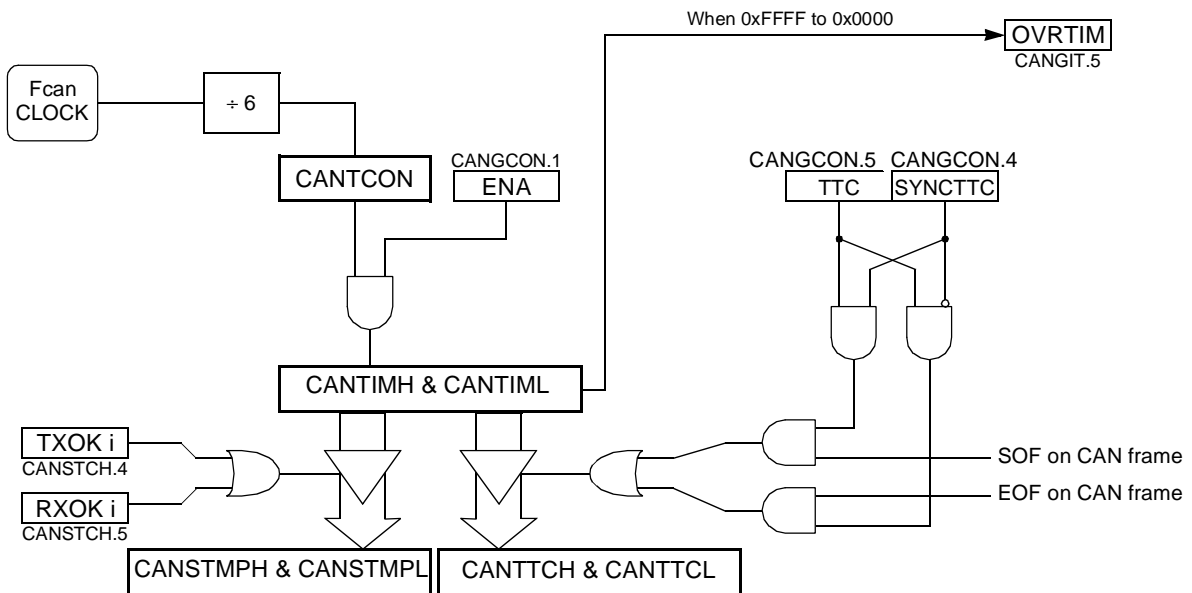 When 0xFFFF to 0x0000
OVRTIM
CANGIT.5
Fcan
CLOCK
÷ 6
CANTCON
CANGCON.1
ENA
CANGCON.5 CANGCON.4
TTC SYNCTTC
CANTIMH & CANTIML
TXOK i
CANSTCH.4
RXOK i
CANSTCH.5
SOF on CAN frame
EOF on CAN frame
CANSTMPH & CANSTMPL
CANTTCH & CANTTCL